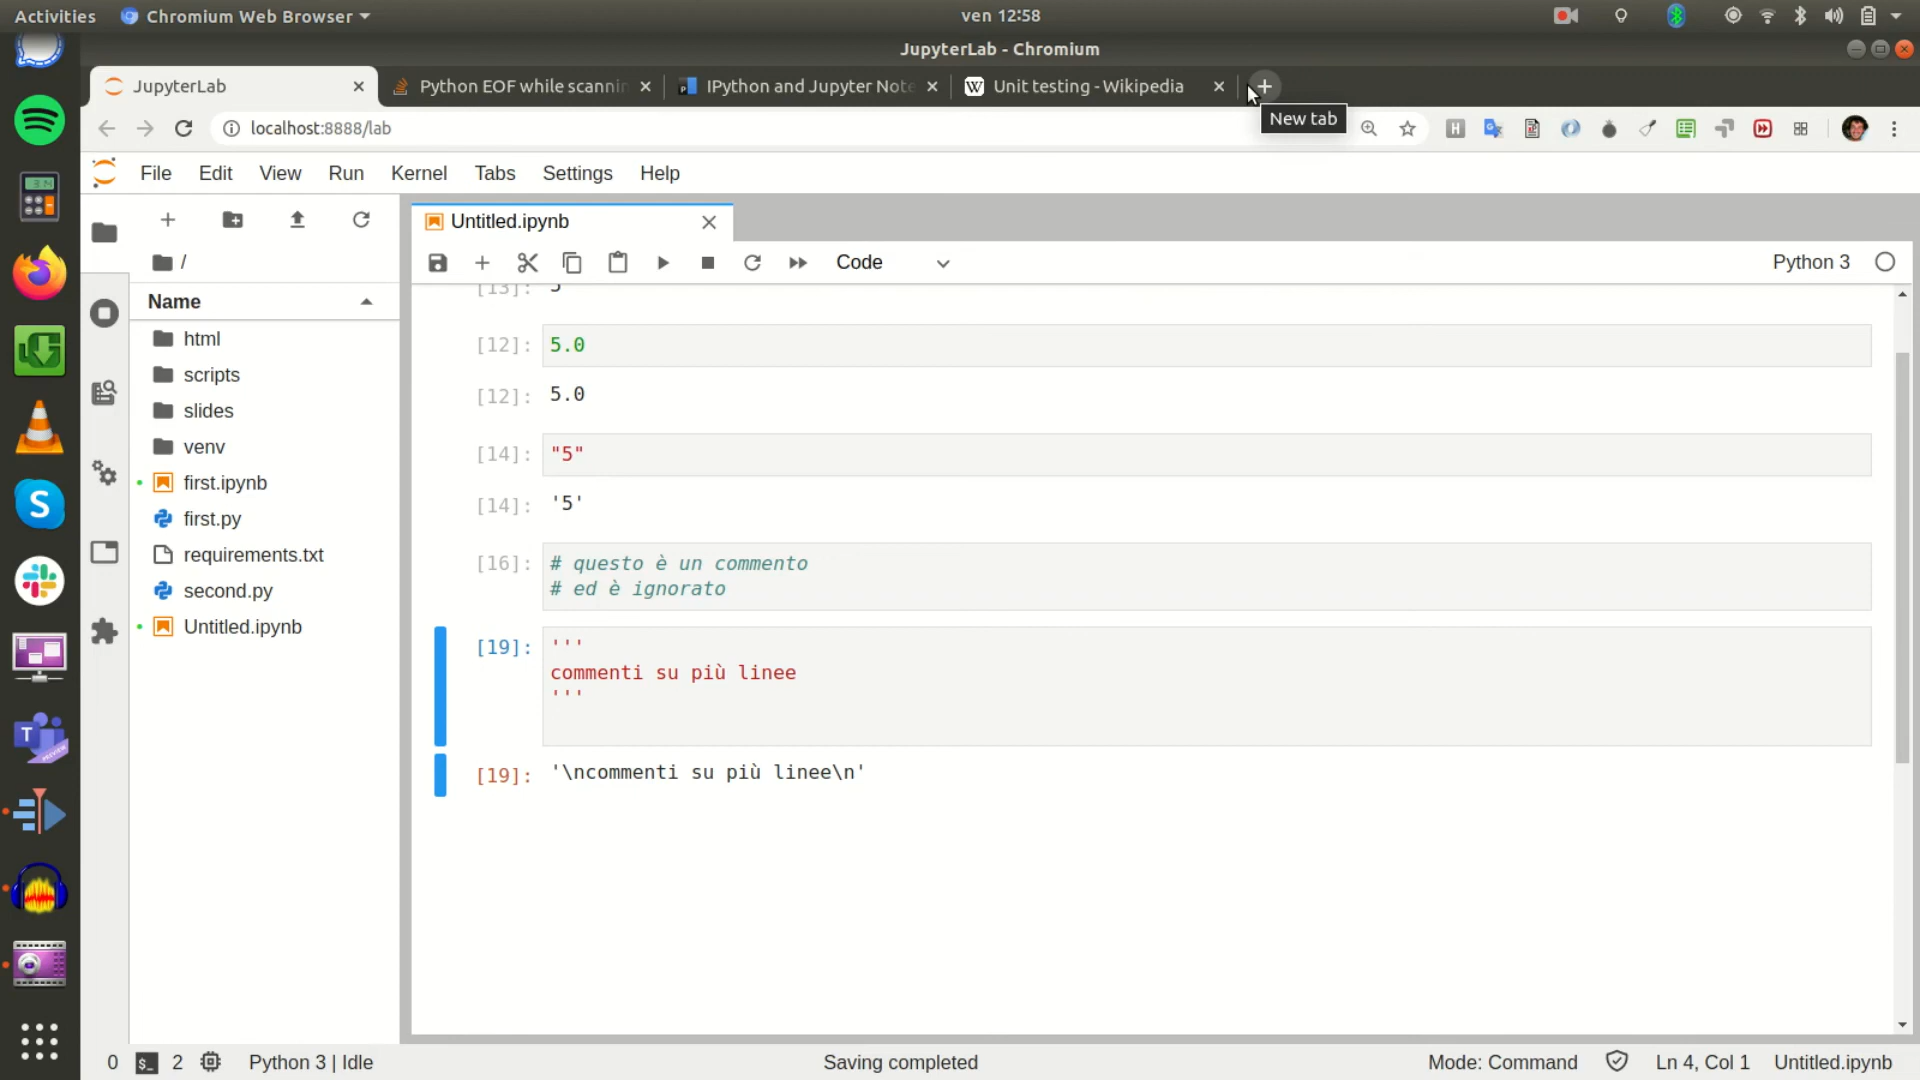 Activities Chromium Web Browser ven 12:58
JupyterLab - Chromium
JupyterLab Python EOF while scannin IPython and Jupyter Note Unit testing - Wikipedia
New tab
localhost:8888/lab
File Edit View Run Kernel Tabs Settings Help
Untitled.ipynb
/
Code Python 3
Name
html
scripts
slides
venv
first.ipynb
first.py
requirements.txt
second.py
Untitled.ipynb
[13]: 5
[12]: 5.0
[12]: 5.0
[14]: "5"
[14]: '5'
[16]: # questo è un commento
# ed è ignorato
[19]: '''
commenti su più linee
'''
[19]: '\ncommenti su più linee\n'
0 2 Python 3 | Idle Saving completed Mode: Command Ln 4, Col 1 Untitled.ipynb